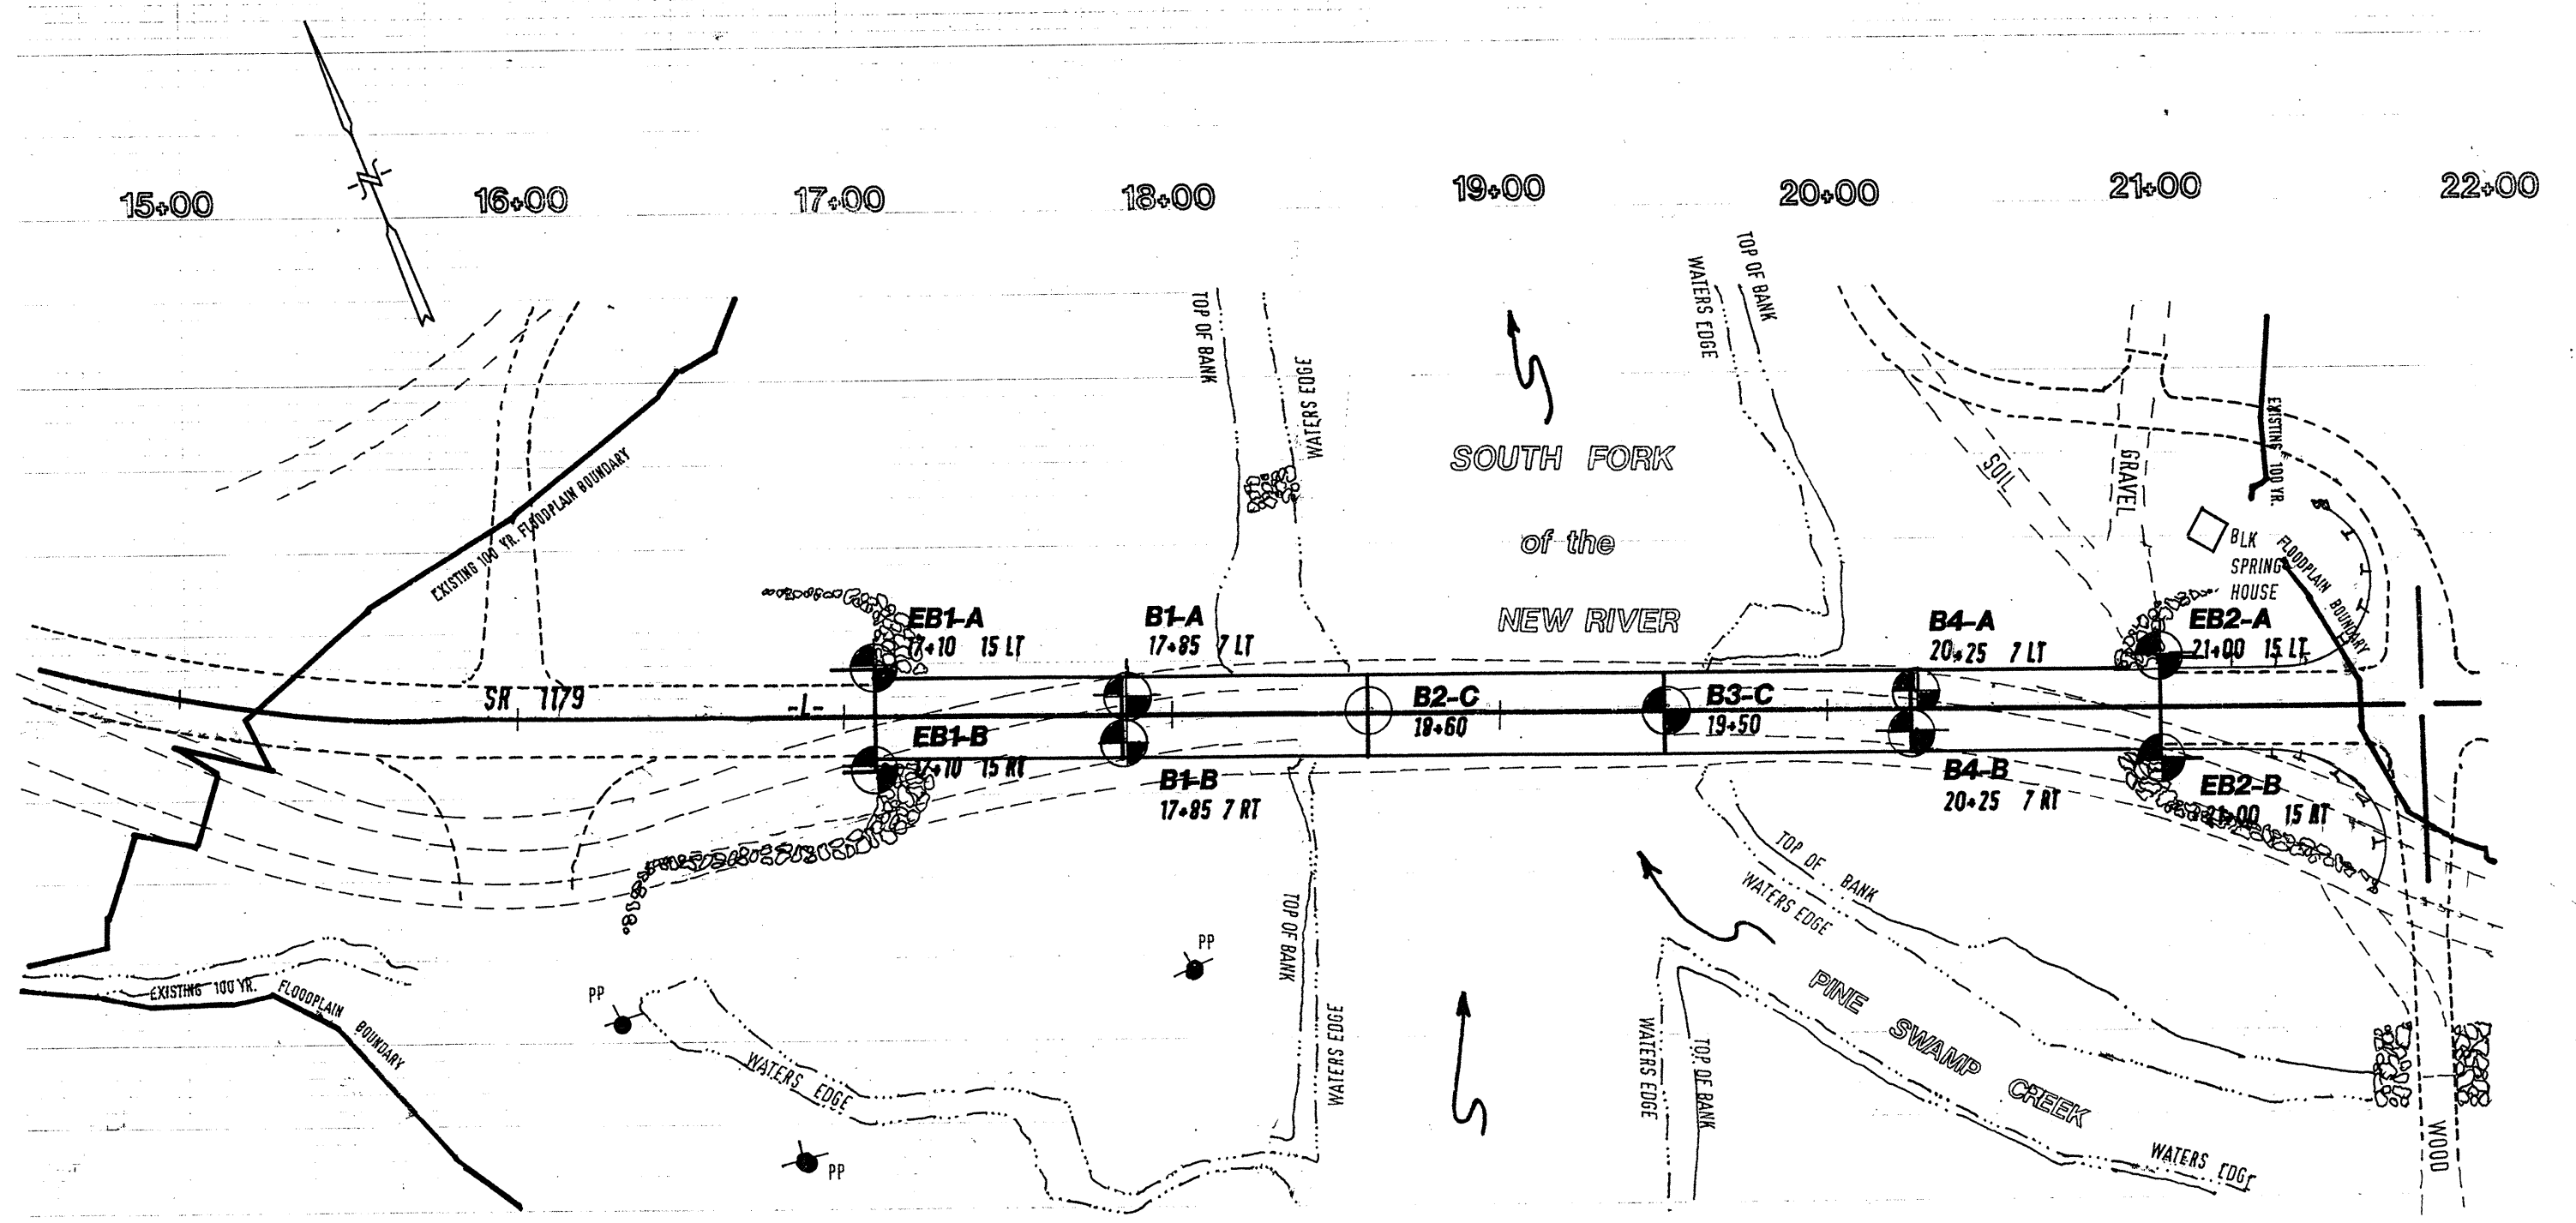 15+00
16+00
17+00
18+00
19+00
20+00
21+00
22+00
TOP OF BANK
WATERS EDGE
WATERS EDGE
TOP OF BANK
EXISTING 100 YR. FLOODPLAIN BOUNDARY
SOUTH FORK
of the
NEW RIVER
SOIL
GRAVEL
EXISTING 100 YR.
FLOODPLAIN BOUNDARY
BLK
SPRING
HOUSE
EB1-A
17+10 15 LT
B1-A
17+85 7 LT
B4-A
20+25 7 LT
EB2-A
21+00 15 LT
SR 1179
-L-
B2-C
18+60
B3-C
19+50
EB1-B
17+10 15 RT
B1-B
17+85 7 RT
B4-B
20+25 7 RT
EB2-B
21+00 15 RT
TOP OF BANK
WATERS EDGE
TOP OF BANK
WATERS EDGE
PP
PP
PP
EXISTING 100 YR.
FLOODPLAIN
BOUNDARY
WATERS EDGE
WATERS EDGE
TOP OF BANK
PINE SWAMP CREEK
WATERS EDGE
WOOD